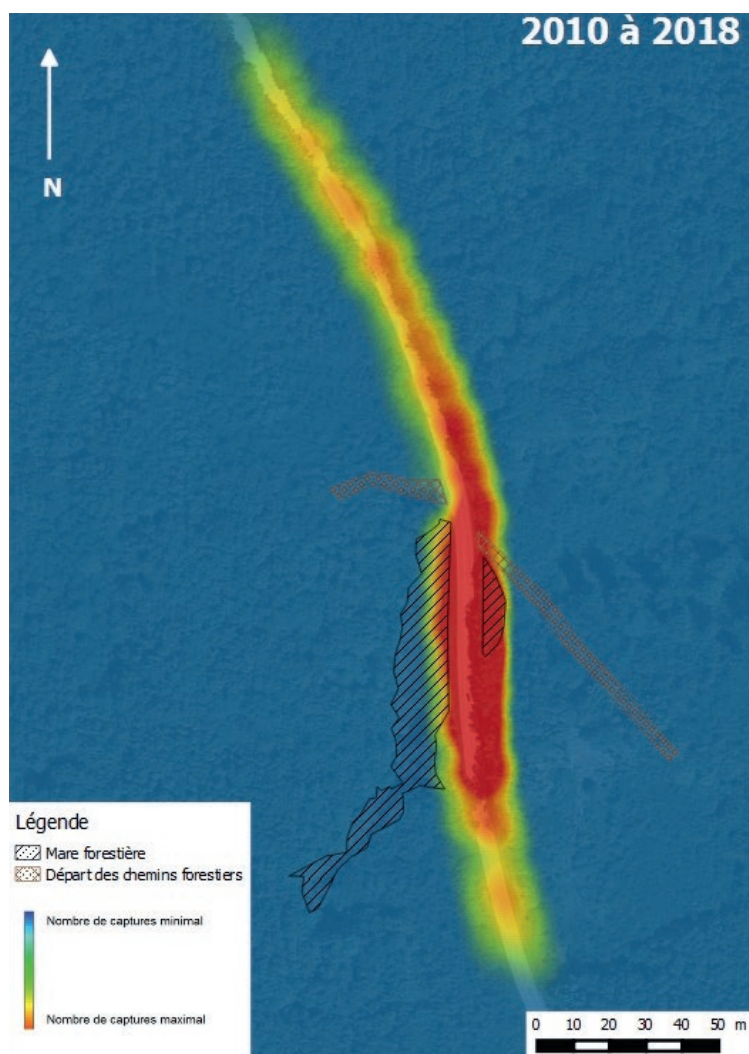 2010 à 2018
N
Légende
Mare forestière
Départ des chemins forestiers
Nombre de captures minimal
Nombre de captures maximal
0 10 20 30 40 50 m